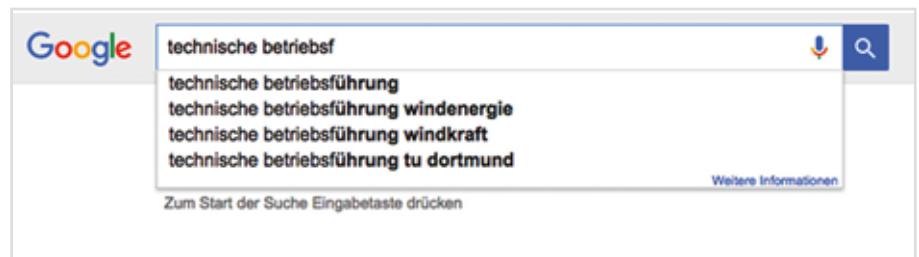 Google technische betriebsf
technische betriebsführung
technische betriebsführung windenergie
technische betriebsführung windkraft
technische betriebsführung tu dortmund
Weitere Informationen
Zum Start der Suche Eingabetaste drücken